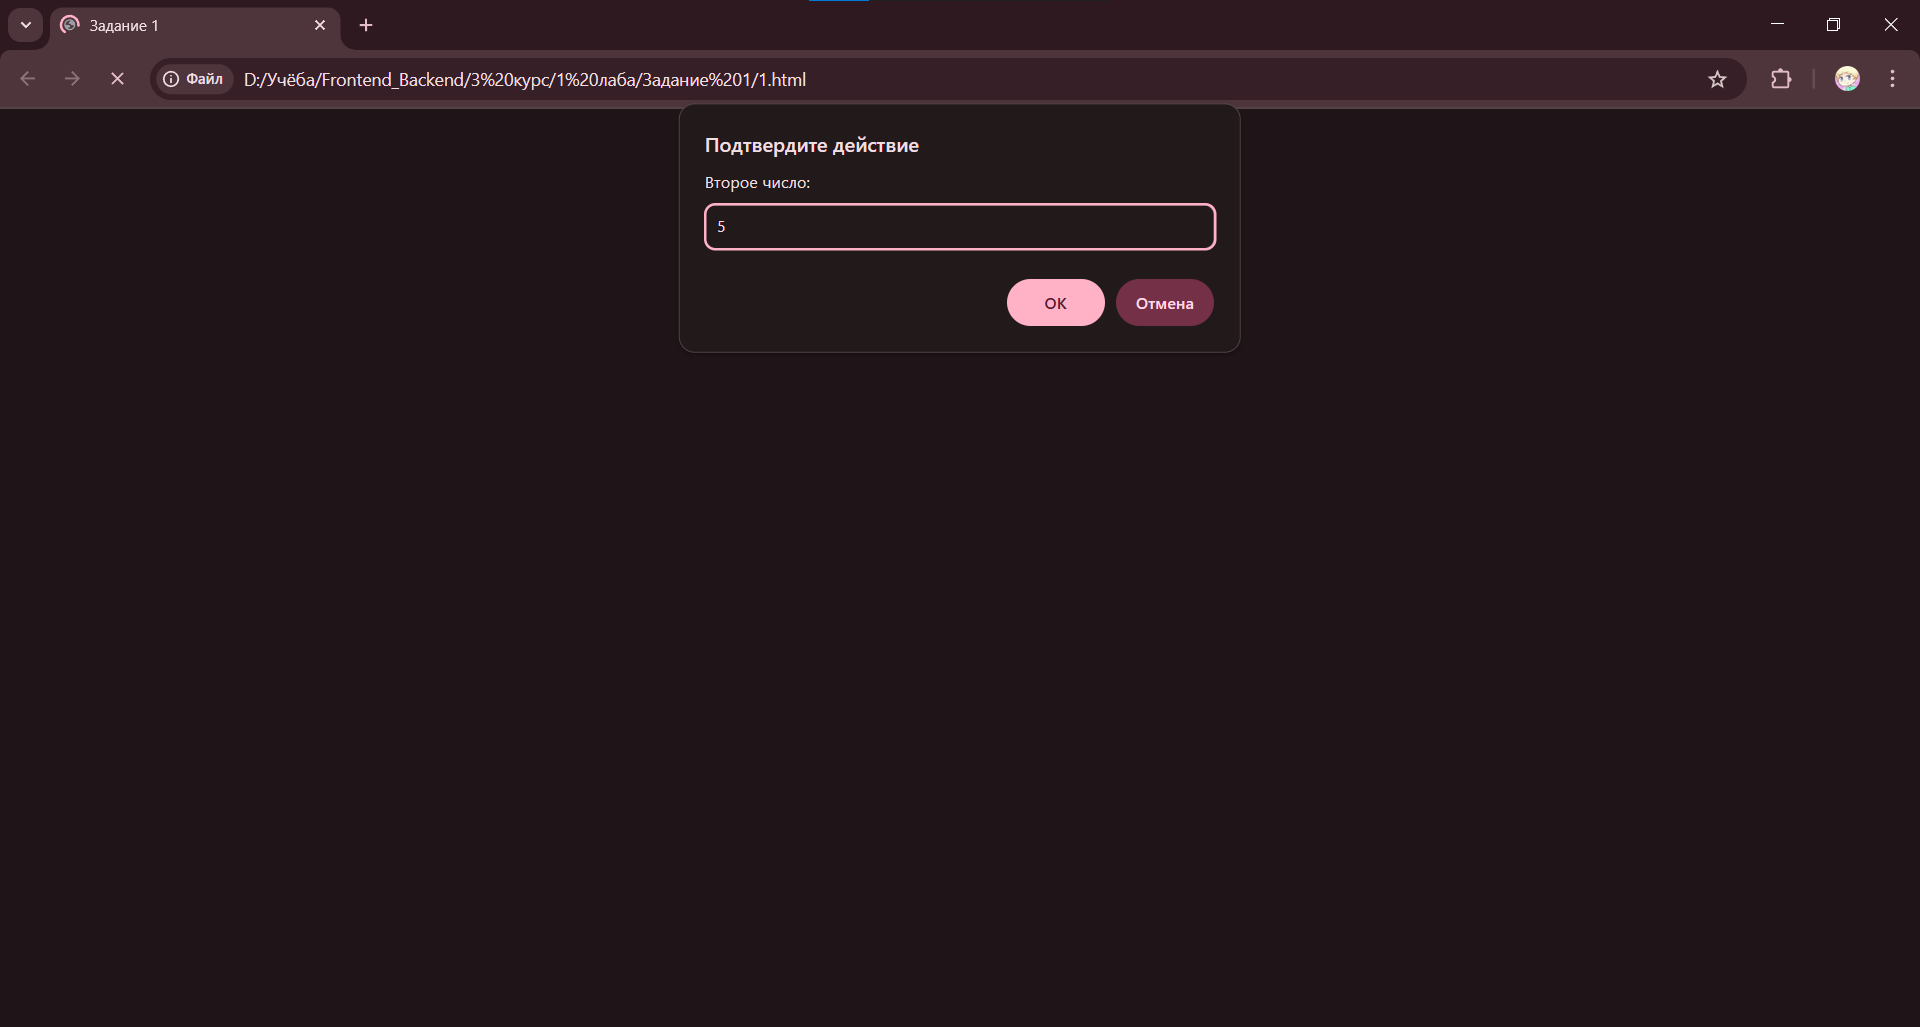 Задание 1
Файл D:/Учёба/Frontend_Backend/3%20курс/1%20лаба/Задание%201/1.html
Подтвердите действие
Второе число:
5
ОК Отмена